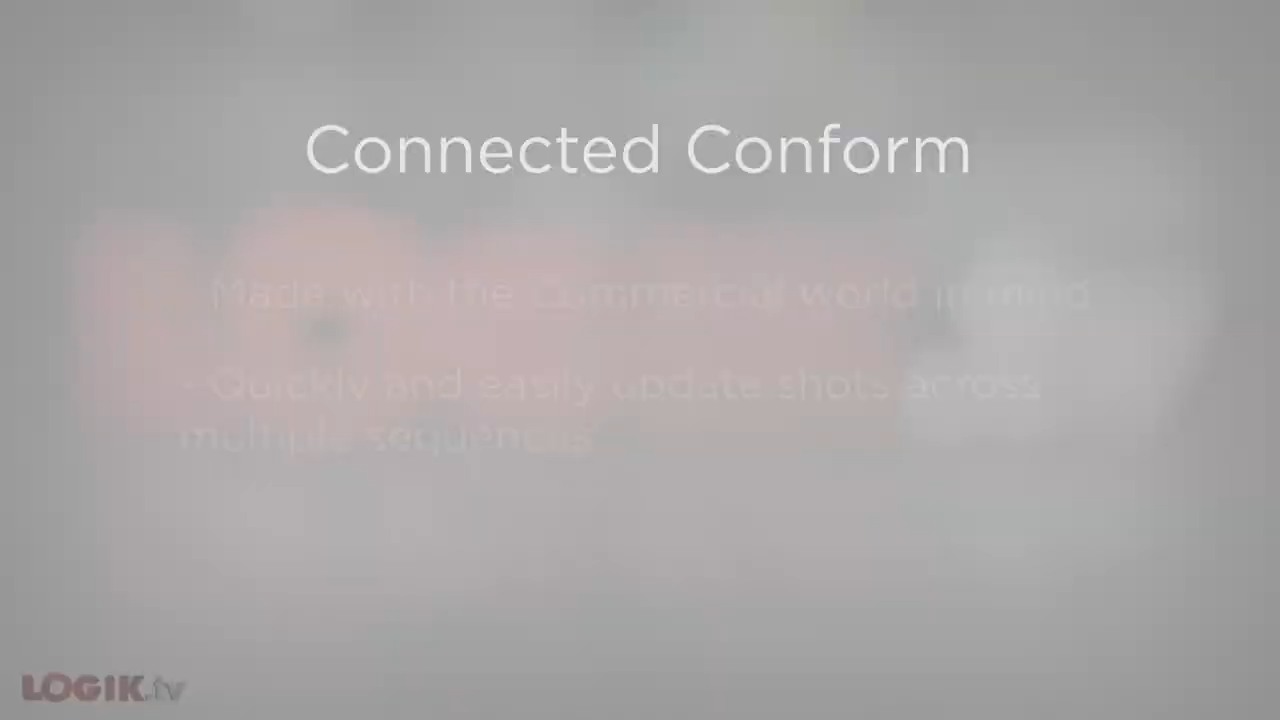 Connected Conform
• Made with the Commercial world in mind
• Quickly and easily update shots across
multiple sequences
LOGIK.tv